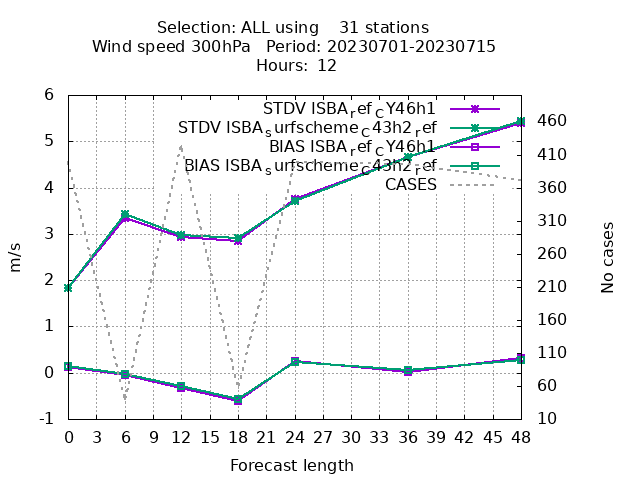 Selection: ALL using    31 stations
Wind speed 300hPa   Period: 20230701-20230715
Hours: 12
STDV ISBA_ref_CY46h1
STDV ISBA_surfscheme_C43h2_ref
BIAS ISBA_ref_CY46h1
BIAS ISBA_surfscheme_C43h2_ref
CASES
6
5
4
3
2
1
0
-1
m/s
460
410
360
310
260
210
160
110
60
10
No cases
0 3 6 9 12 15 18 21 24 27 30 33 36 39 42 45 48
Forecast length